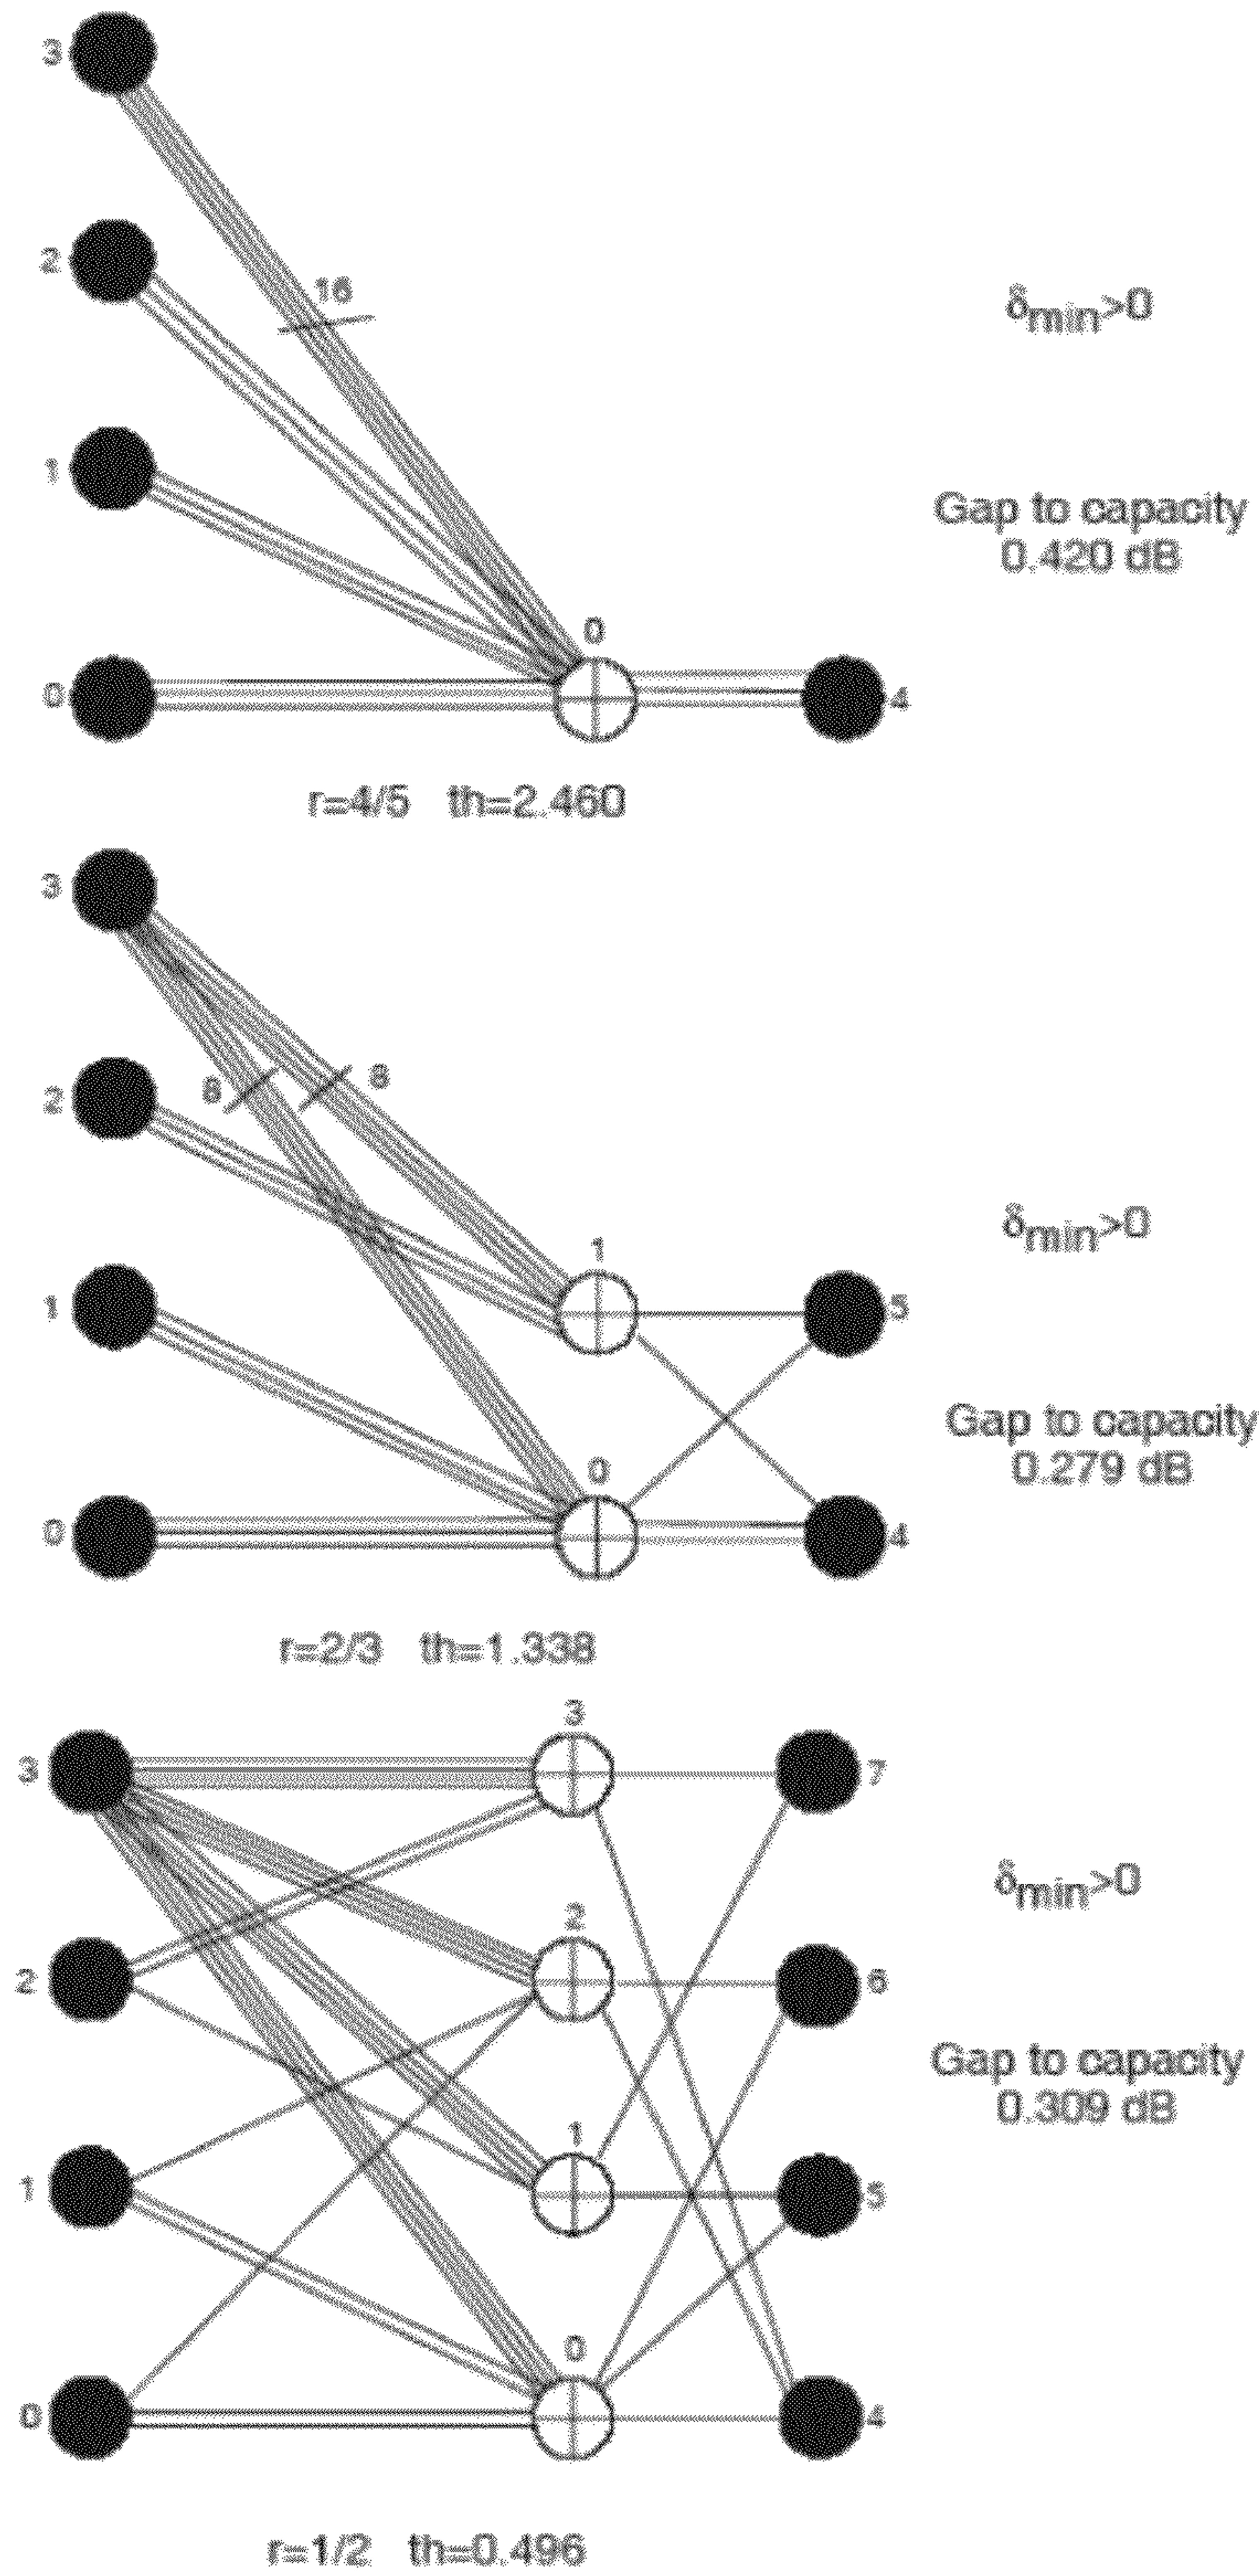 3
2
16
δmin>0
1
Gap to capacity
0.420 dB
0
0
4
r=4/5 th=2.460
3
2
8
8
1
δmin>0
1
5
0
Gap to capacity
0.279 dB
0
4
r=2/3 th=1.338
3
3
7
δmin>0
2
2
6
Gap to capacity
0.309 dB
1
1
5
0
0
4
r=1/2 th=0.496